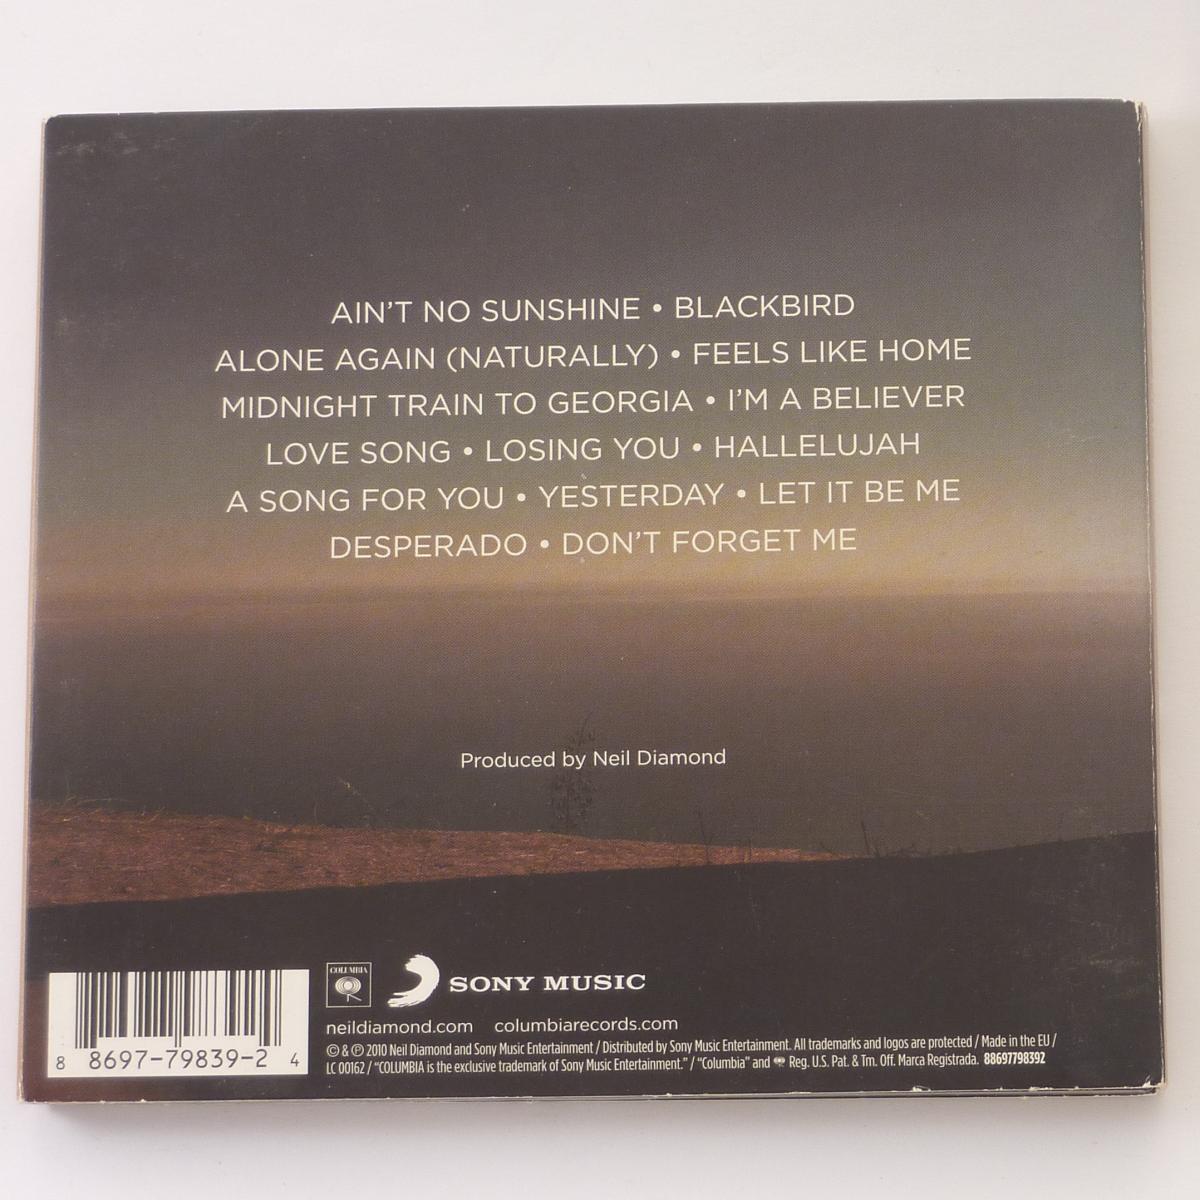 AIN'T NO SUNSHINE • BLACKBIRD
ALONE AGAIN (NATURALLY) • FEELS LIKE HOME
MIDNIGHT TRAIN TO GEORGIA • I'M A BELIEVER
LOVE SONG • LOSING YOU • HALLELUJAH
A SONG FOR YOU • YESTERDAY • LET IT BE ME
DESPERADO • DON'T FORGET ME
Produced by Neil Diamond
8 8697-79839-2 4
COLUMBIA
SONY MUSIC
neildiamond.com columbiarecords.com
© & ℗ 2010 Neil Diamond and Sony Music Entertainment / Distributed by Sony Music Entertainment. All trademarks and logos are protected / Made in the EU /
LC 00162 / "COLUMBIA is the exclusive trademark of Sony Music Entertainment." / "Columbia" and Reg. U.S. Pat. & Tm. Off. Marca Registrada. 88697798392